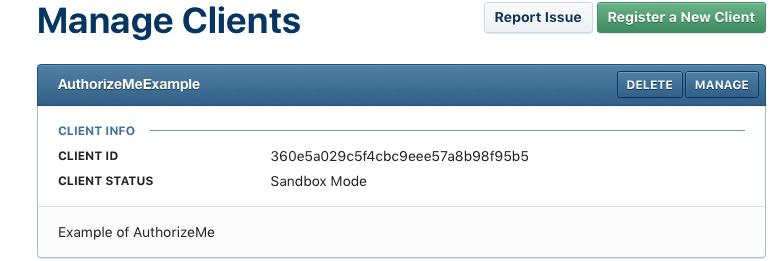 Manage Clients
Report Issue
Register a New Client
AuthorizeMeExample
DELETE
MANAGE
CLIENT INFO
CLIENT ID 360e5a029c5f4cbc9eee57a8b98f95b5
CLIENT STATUS Sandbox Mode
Example of AuthorizeMe